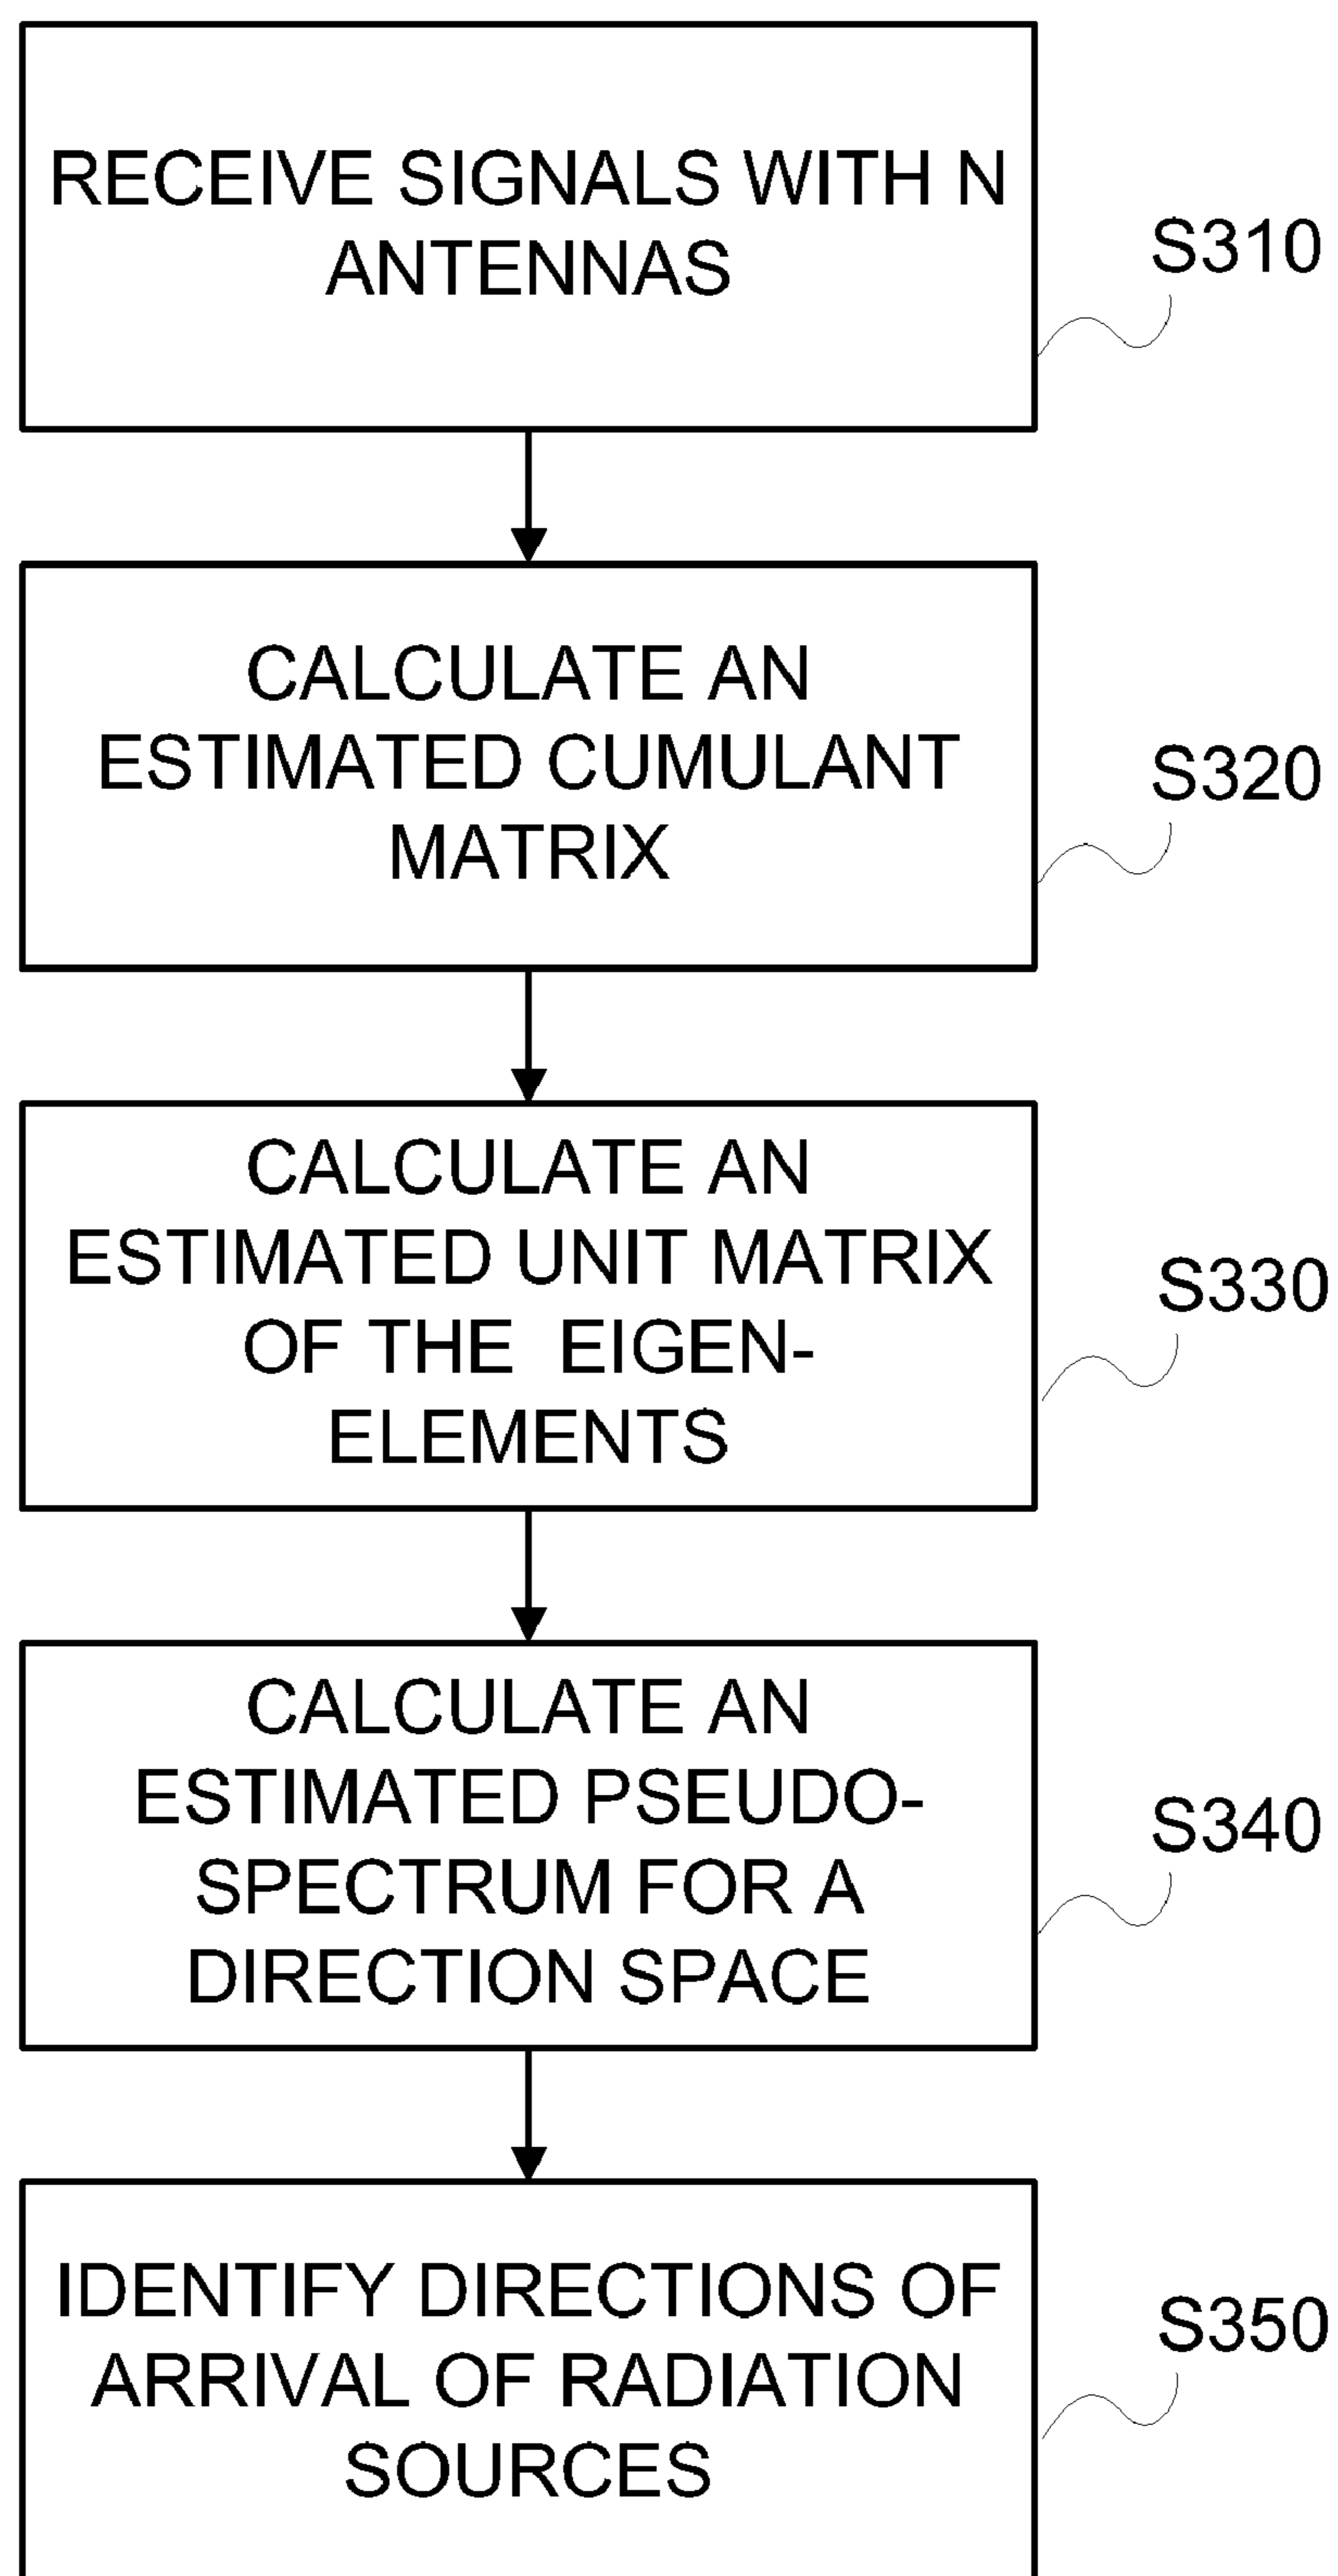 RECEIVE SIGNALS WITH N
ANTENNAS
S310
CALCULATE AN
ESTIMATED CUMULANT
MATRIX
S320
CALCULATE AN
ESTIMATED UNIT MATRIX
OF THE EIGEN-
ELEMENTS
S330
CALCULATE AN
ESTIMATED PSEUDO-
SPECTRUM FOR A
DIRECTION SPACE
S340
IDENTIFY DIRECTIONS OF
ARRIVAL OF RADIATION
SOURCES
S350